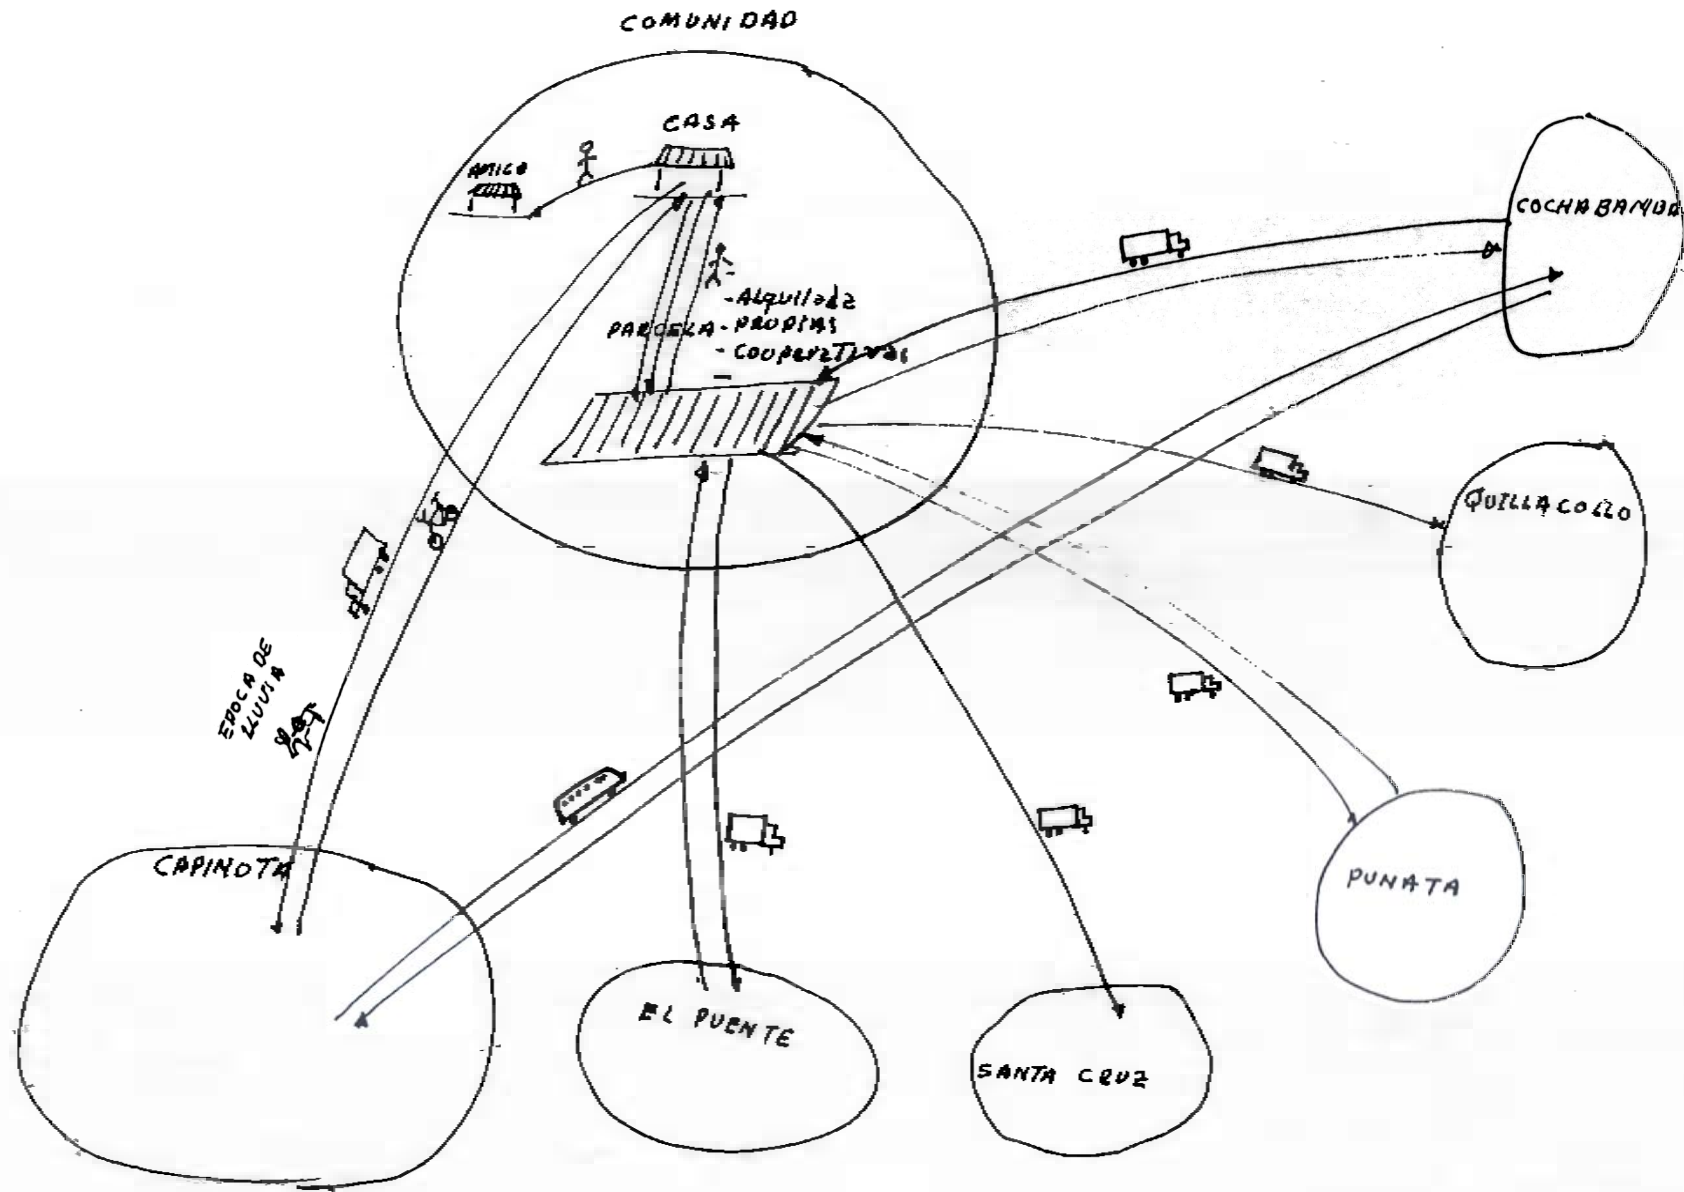 COMUNIDAD
CASA
AMIGO
COCHABAMBA
- Alquilada
PARCELA - PROPIAS
- Cooperativas
QUILLACOLLO
EPOCA DE
LLUVIA
CAPINOTA
PUNATA
EL PUENTE
SANTA CRUZ